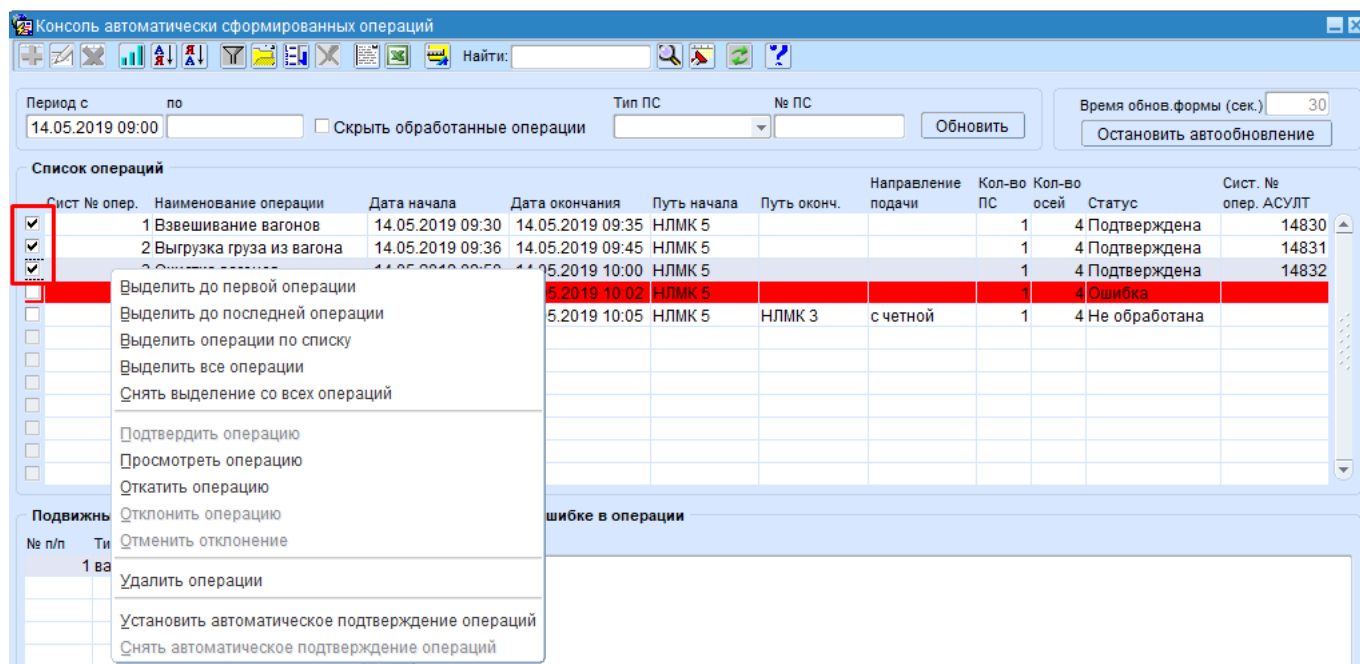 Консоль автоматически сформированных операций
Найти:
Период с по Тип ПС № ПС Время обнов.формы (сек.) 30
14.05.2019 09:00 Скрыть обработанные операции Обновить Остановить автообновление
Список операций
Направление Кол-во Кол-во Сист. №
Сист № опер. Наименование операции Дата начала Дата окончания Путь начала Путь оконч. подачи ПС осей Статус опер. АСУЛТ
1 Взвешивание вагонов 14.05.2019 09:30 14.05.2019 09:35 НЛМК 5 1 4 Подтверждена 14830
2 Выгрузка груза из вагона 14.05.2019 09:36 14.05.2019 09:45 НЛМК 5 1 4 Подтверждена 14831
10:00 НЛМК 5 1 4 Подтверждена 14832
5.2019 10:02 НЛМК 5 1 4 Ошибка
5.2019 10:05 НЛМК 5 НЛМК 3 с четной 1 4 Не обработана
Выделить до первой операции
Выделить до последней операции
Выделить операции по списку
Выделить все операции
Снять выделение со всех операций
Подтвердить операцию
Просмотреть операцию
Откатить операцию
Отклонить операцию
Отменить отклонение
Удалить операции
Установить автоматическое подтверждение операций
Снять автоматическое подтверждение операций
Подвижны шибке в операции
№ п/п Ти
1 ва